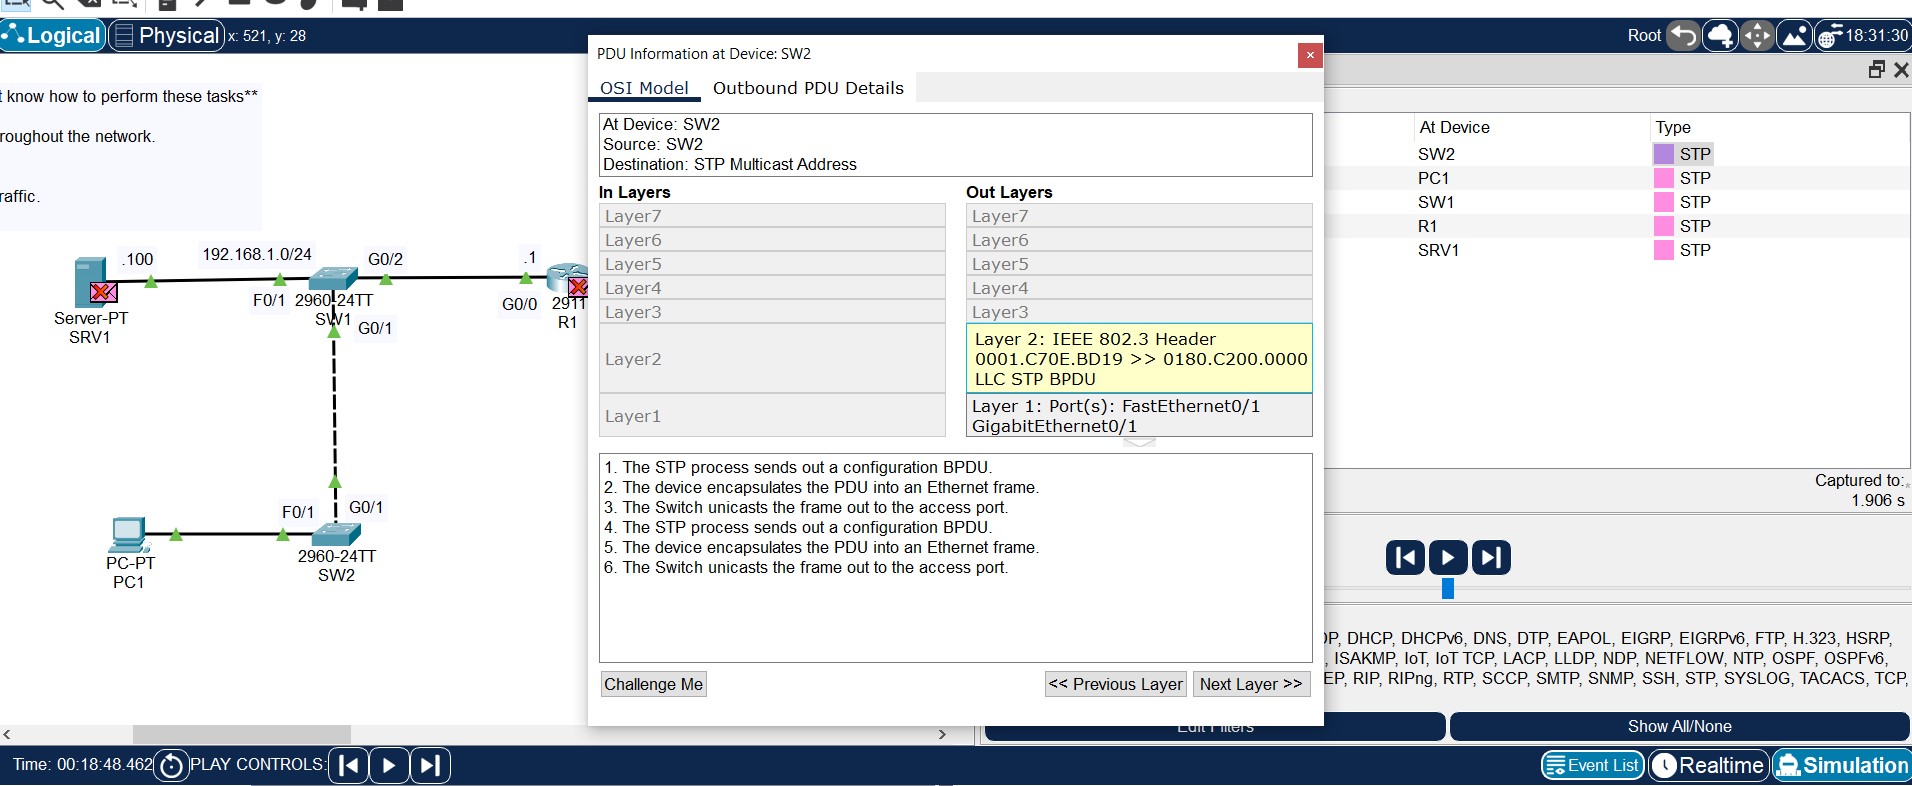 Logical
Physical
x: 521, y: 28
Root
18:31:30
know how to perform these tasks**
roughout the network.
raffic.
.100
192.168.1.0/24
G0/2
.1
F0/1
2960-24TT
SW1
G0/1
G0/0
2911
R1
Server-PT
SRV1
F0/1
G0/1
PC-PT
PC1
2960-24TT
SW2
PDU Information at Device: SW2
OSI Model
Outbound PDU Details
At Device: SW2
Source: SW2
Destination: STP Multicast Address
In Layers
Layer7
Layer6
Layer5
Layer4
Layer3
Layer2
Layer1
Out Layers
Layer7
Layer6
Layer5
Layer4
Layer3
Layer 2: IEEE 802.3 Header
0001.C70E.BD19 >> 0180.C200.0000
LLC STP BPDU
Layer 1: Port(s): FastEthernet0/1
GigabitEthernet0/1
1. The STP process sends out a configuration BPDU.
2. The device encapsulates the PDU into an Ethernet frame.
3. The Switch unicasts the frame out to the access port.
4. The STP process sends out a configuration BPDU.
5. The device encapsulates the PDU into an Ethernet frame.
6. The Switch unicasts the frame out to the access port.
Challenge Me
<< Previous Layer
Next Layer >>
At Device
Type
SW2
STP
PC1
STP
SW1
STP
R1
STP
SRV1
STP
Captured to:
1.906 s
P, DHCP, DHCPv6, DNS, DTP, EAPOL, EIGRP, EIGRPv6, FTP, H.323, HSRP,
, ISAKMP, IoT, IoT TCP, LACP, LLDP, NDP, NETFLOW, NTP, OSPF, OSPFv6,
EP, RIP, RIPng, RTP, SCCP, SMTP, SNMP, SSH, STP, SYSLOG, TACACS, TCP,
Edit Filters
Show All/None
Time: 00:18:48.462
PLAY CONTROLS:
Event List
Realtime
Simulation